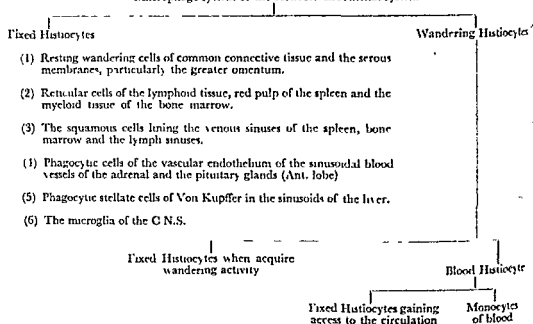 Fixed Histiocytes
Wandering Histiocytes
(1) Resting wandering cells of common connective tissue and the serous
membranes, particularly the greater omentum.
(2) Reticular cells of the lymphoid tissue, red pulp of the spleen and the
myeloid tissue of the bone marrow.
(3) The squamous cells lining the venous sinuses of the spleen, bone
marrow and the lymph sinuses.
(4) Phagocytic cells of the vascular endothelium of the sinusoidal blood
vessels of the adrenal and the pituitary glands (Ant. lobe)
(5) Phagocytic stellate cells of Von Kupffer in the sinusoids of the liver.
(6) The microglia of the C N.S.
Fixed Histiocytes when acquire
wandering activity
Blood Histiocyte
Fixed Histiocytes gaining
access to the circulation
Monocytes
of blood